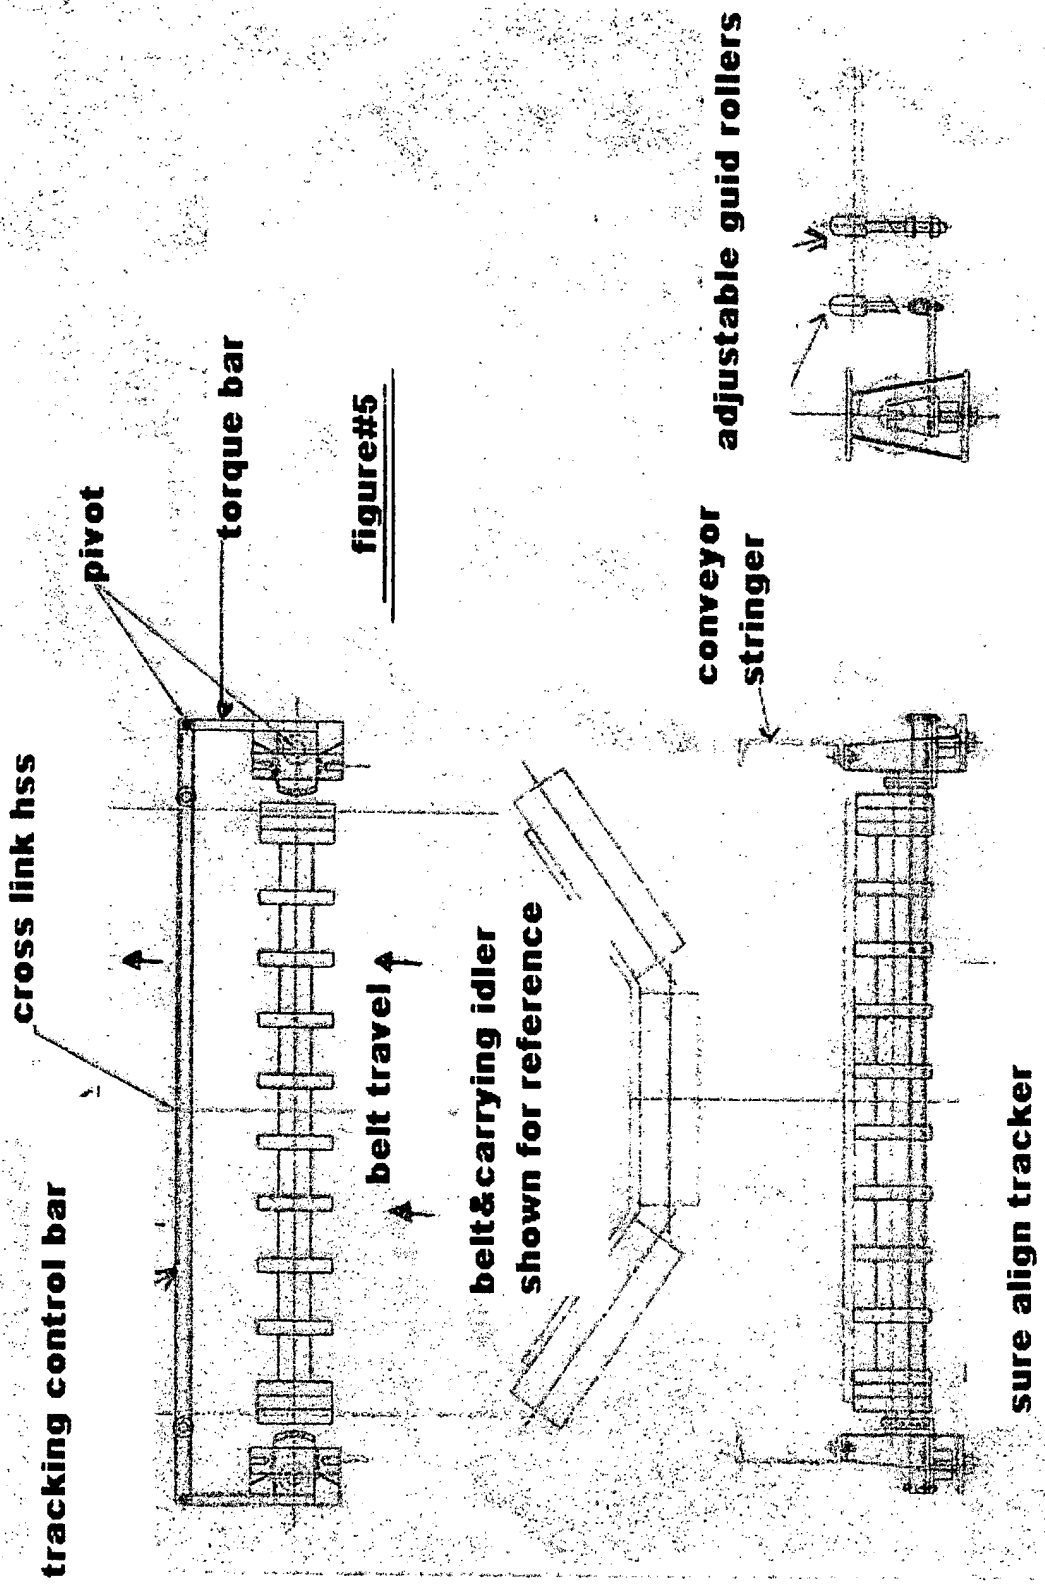 tracking control bar
cross link hss
pivot
torque bar
figure#5
belt travel
belt&carrying idler
shown for reference
conveyor
stringer
adjustable guid rollers
sure align tracker